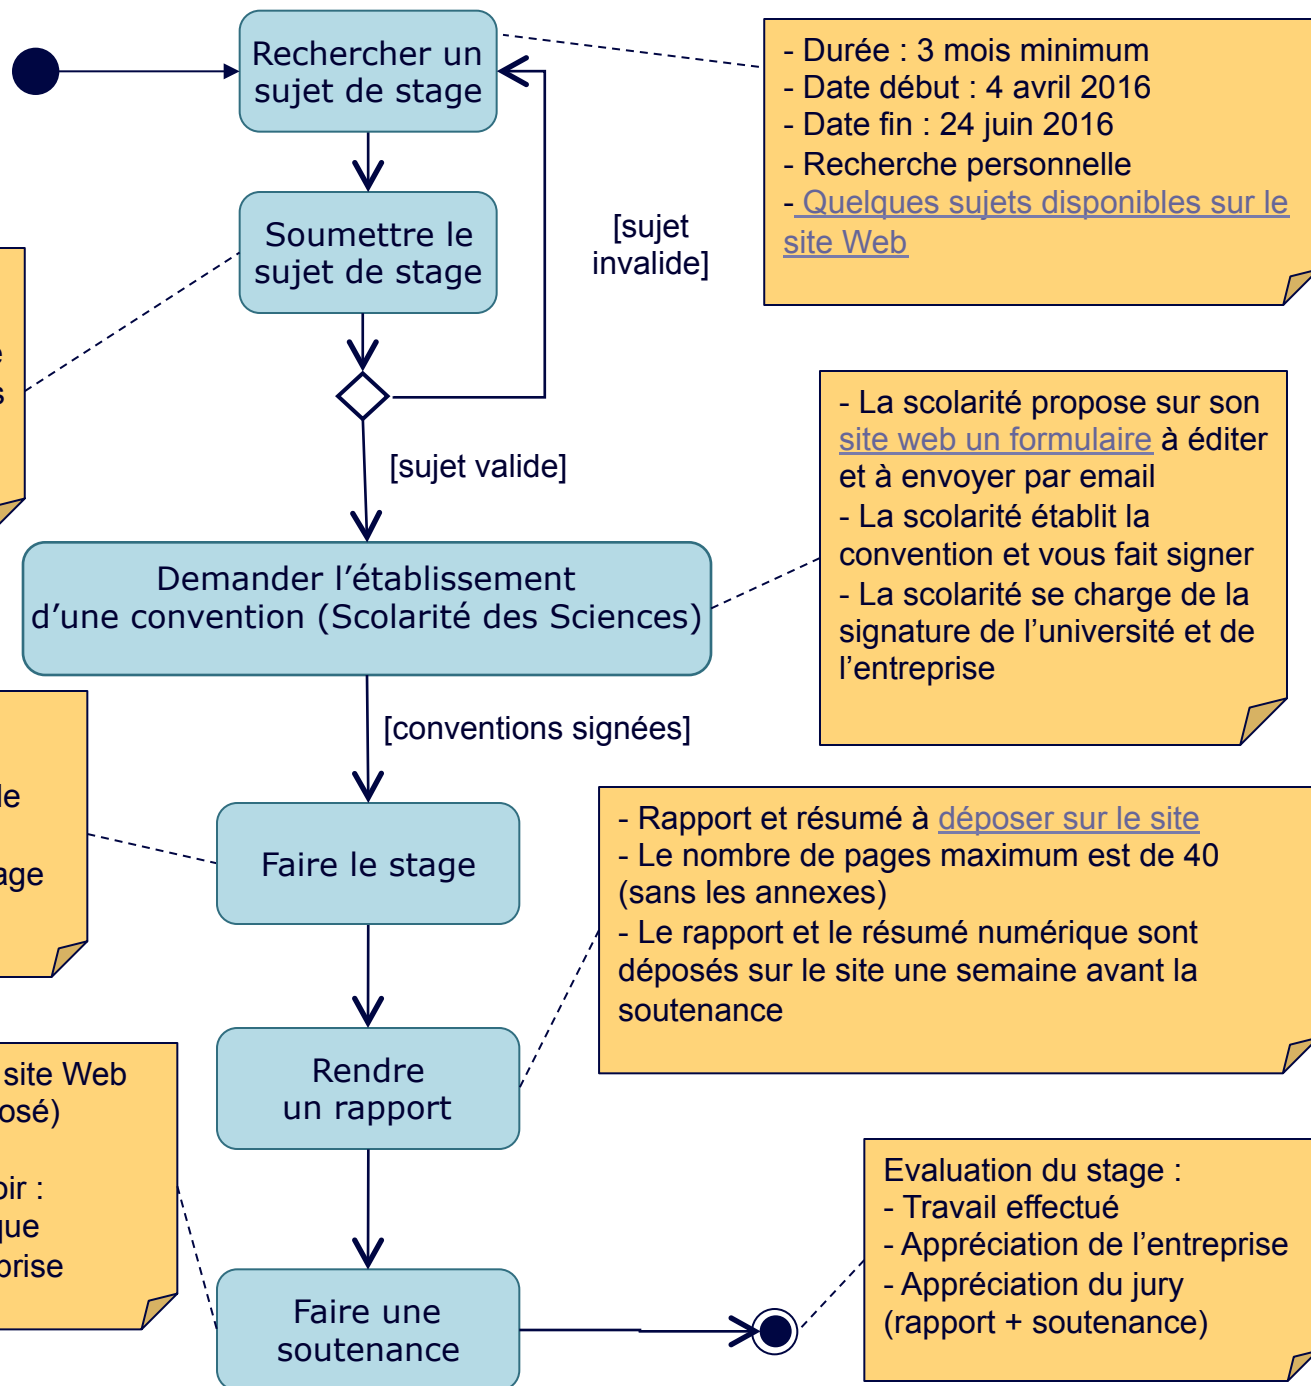 Rechercher un
sujet de stage
- Durée : 3 mois minimum
- Date début : 4 avril 2016
- Date fin : 24 juin 2016
- Recherche personnelle
- Quelques sujets disponibles sur le
site Web
Soumettre le
sujet de stage
[sujet
invalide]
[sujet valide]
- La scolarité propose sur son
site web un formulaire à éditer
et à envoyer par email
- La scolarité établit la
convention et vous fait signer
- La scolarité se charge de la
signature de l’université et de
l’entreprise
Demander l’établissement
d’une convention (Scolarité des Sciences)
[conventions signées]
Faire le stage
- Rapport et résumé à déposer sur le site
- Le nombre de pages maximum est de 40
(sans les annexes)
- Le rapport et le résumé numérique sont
déposés sur le site une semaine avant la
soutenance
Rendre
un rapport
site Web
Evaluation du stage :
- Travail effectué
- Appréciation de l’entreprise
- Appréciation du jury
(rapport + soutenance)
Faire une
soutenance